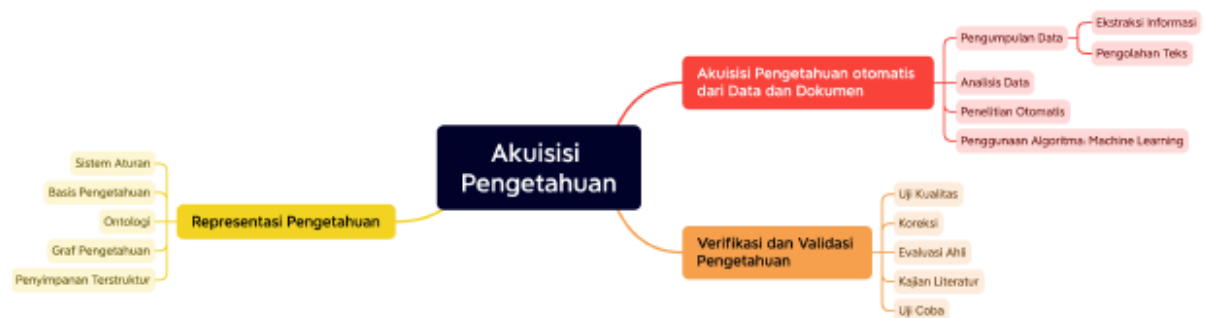 Akuisisi
Pengetahuan
Akuisisi Pengetahuan otomatis
dari Data dan Dokumen
Pengumpulan Data
Ekstraksi Informasi
Pengolahan Teks
Analisis Data
Penelitian Otomatis
Penggunaan Algoritma: Machine Learning
Verifikasi dan Validasi
Pengetahuan
Uji Kualitas
Koreksi
Evaluasi Ahli
Kajian Literatur
Uji Coba
Representasi Pengetahuan
Sistem Aturan
Basis Pengetahuan
Ontologi
Graf Pengetahuan
Penyimpanan Terstruktur